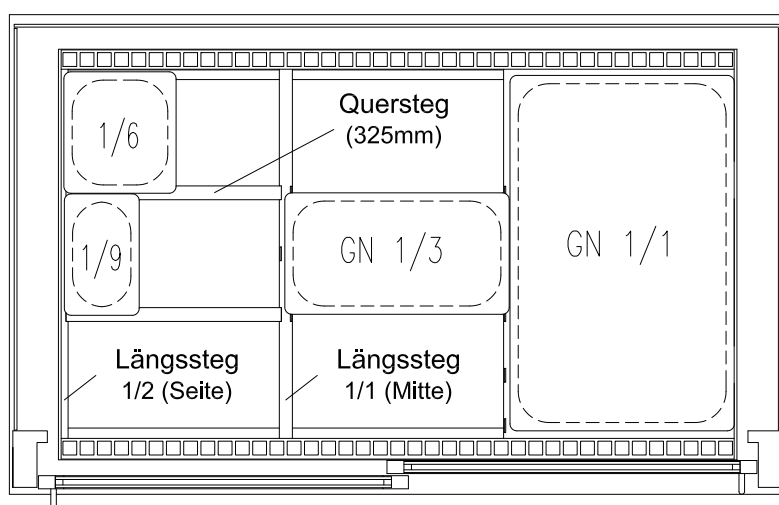 1/6
Quersteg
(325mm)
1/9
GN 1/3
GN 1/1
Längssteg
1/2 (Seite)
Längssteg
1/1 (Mitte)